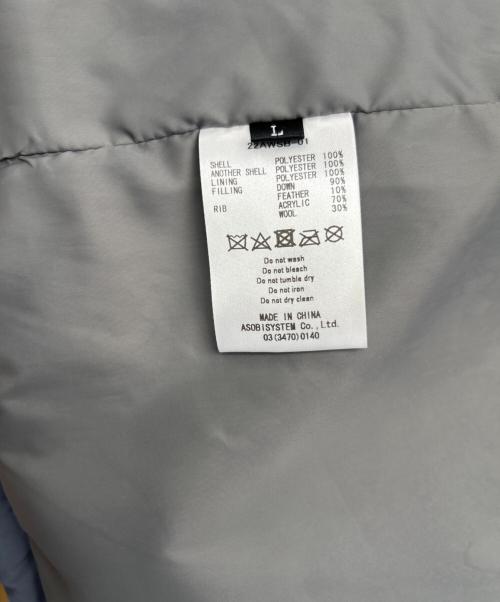 L
22AWSB-01
SHELL POLYESTER 100%
ANOTHER SHELL POLYESTER 100%
LINING POLYESTER 100%
FILLING DOWN 90%
FEATHER 10%
RIB ACRYLIC 70%
WOOL 30%
Do not wash
Do not bleach
Do not tumble dry
Do not iron
Do not dry clean
MADE IN CHINA
ASOBISYSTEM Co.,Ltd.
03(3470)0140